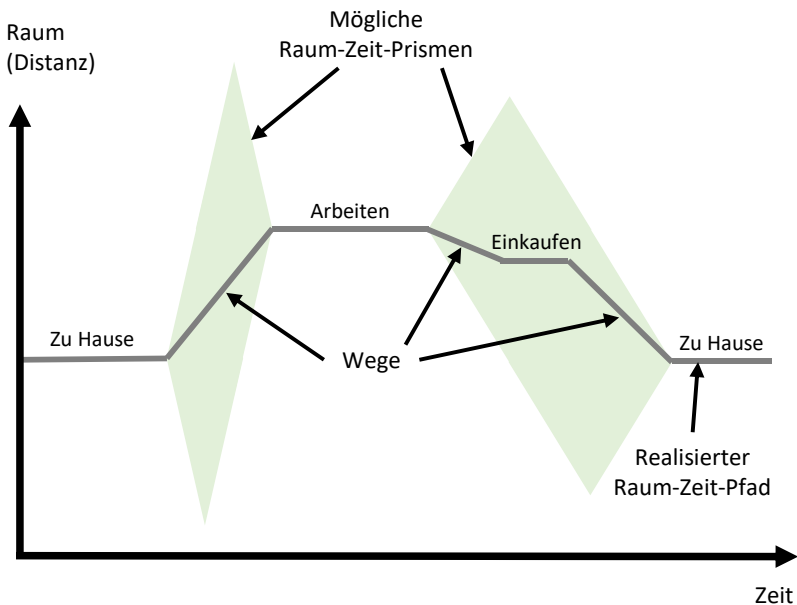 Raum
(Distanz)
Mögliche
Raum-Zeit-Prismen
Arbeiten
Einkaufen
Zu Hause
Wege
Zu Hause
Realisierter
Raum-Zeit-Pfad
Zeit